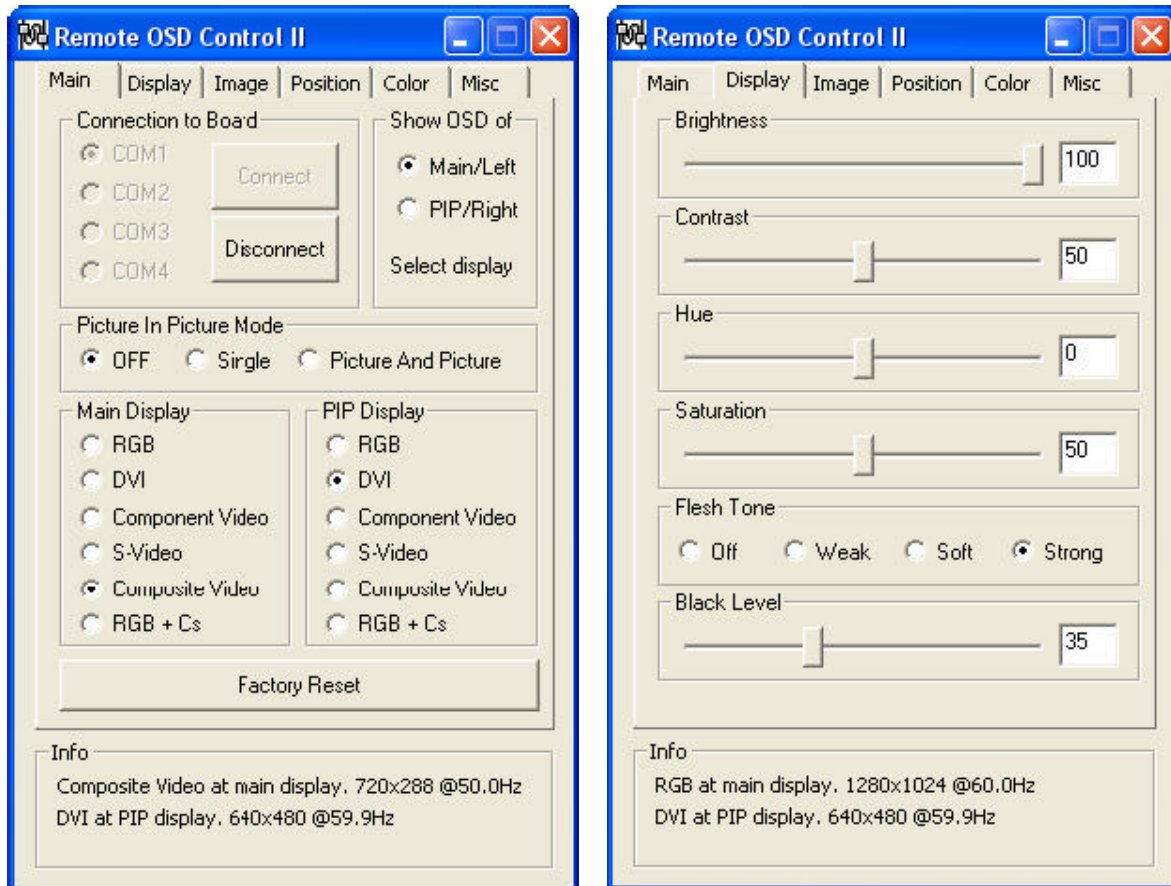 Remote OSD Control II
Main Display Image Position Color Misc
Connection to Board
COM1
COM2
COM3
COM4
Connect
Disconnect
Show OSD of
Main/Left
PIP/Right
Select display
Picture In Picture Mode
OFF Single Picture And Picture
Main Display
RGB
DVI
Component Video
S-Video
Composite Video
RGB + Cs
PIP Display
RGB
DVI
Component Video
S-Video
Composite Video
RGB + Cs
Factory Reset
Info
Composite Video at main display. 720x288 @50.0Hz
DVI at PIP display. 640x480 @59.9Hz
Remote OSD Control II
Main Display Image Position Color Misc
Brightness
100
Contrast
50
Hue
0
Saturation
50
Flesh Tone
Off Weak Soft Strong
Black Level
35
Info
RGB at main display. 1280x1024 @60.0Hz
DVI at PIP display. 640x480 @59.9Hz